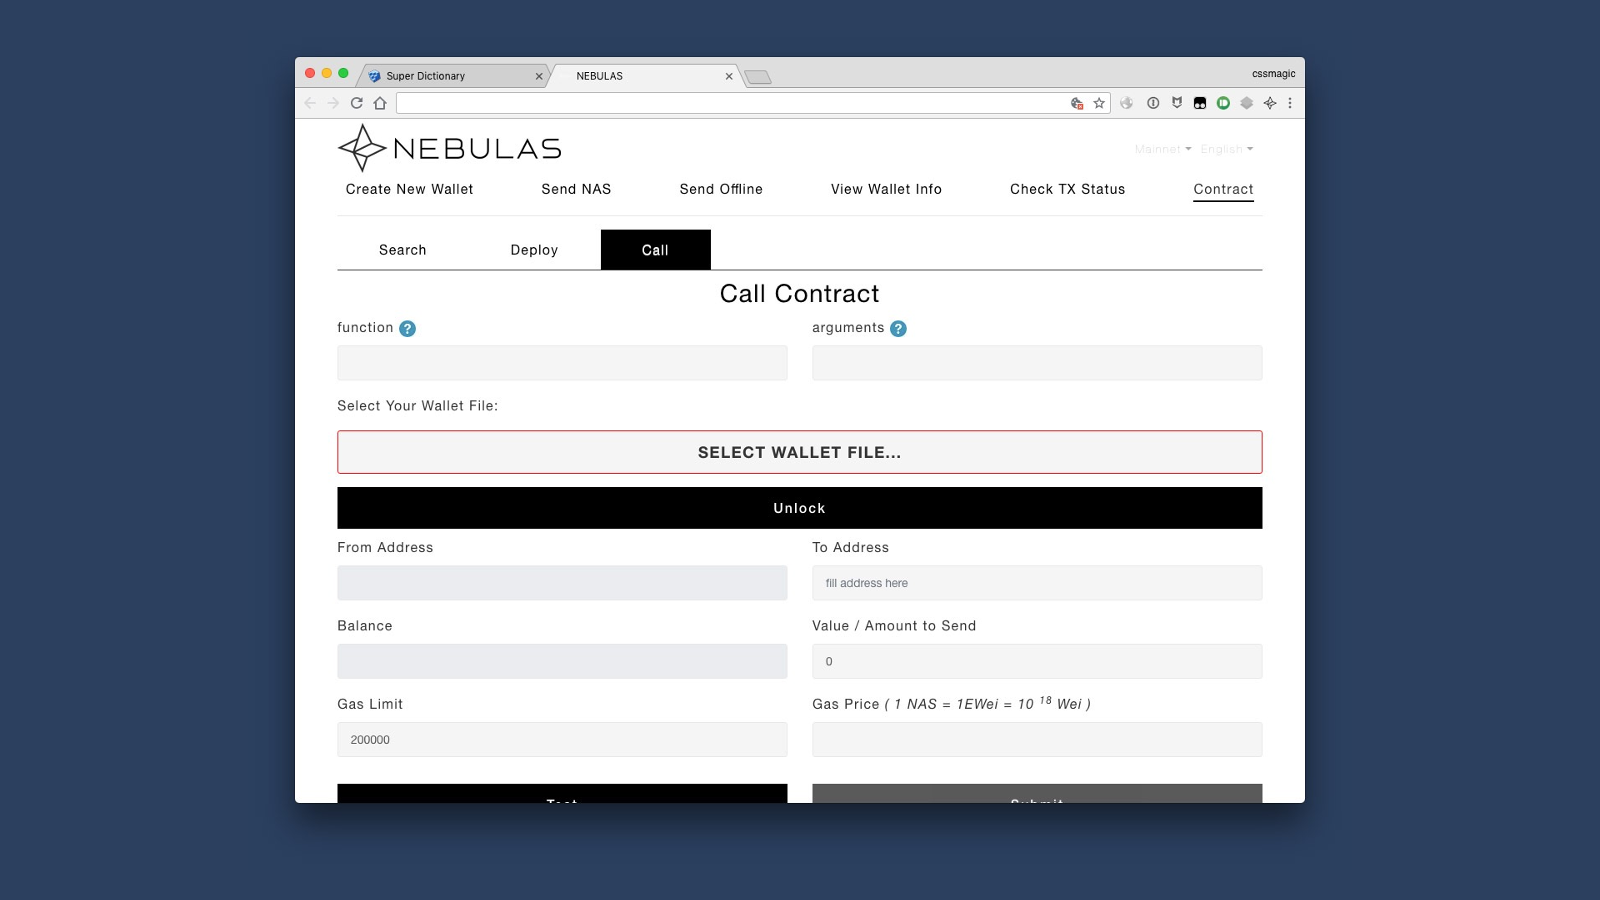 Super Dictionary
NEBULAS
cssmagic
NEBULAS
Mainnet
English
Create New Wallet
Send NAS
Send Offline
View Wallet Info
Check TX Status
Contract
Search
Deploy
Call
Call Contract
function ?
arguments ?
Select Your Wallet File:
SELECT WALLET FILE...
Unlock
From Address
To Address
fill address here
Balance
Value / Amount to Send
0
Gas Limit
Gas Price ( 1 NAS = 1EWei = 10 18 Wei )
200000
Test
Submit